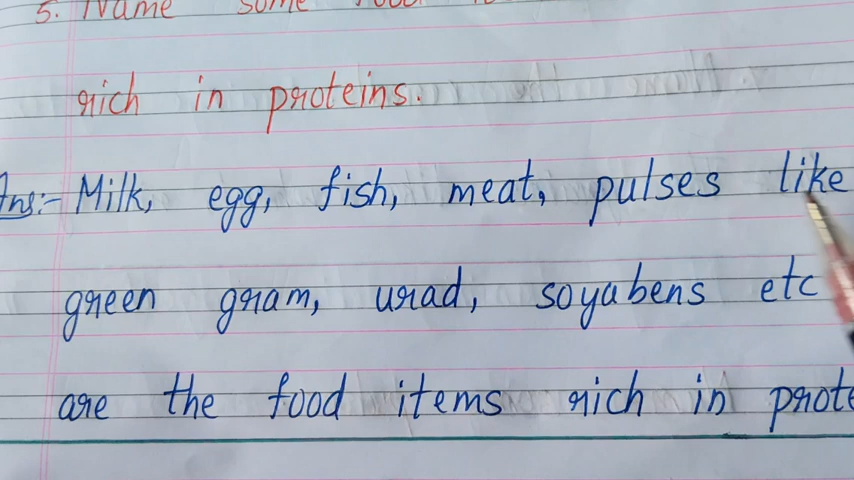 5. Name some food
rich in proteins.
Ans:- Milk, egg, fish, meat, pulses like
green gram, urad, soyabens etc
are the food items rich in prote